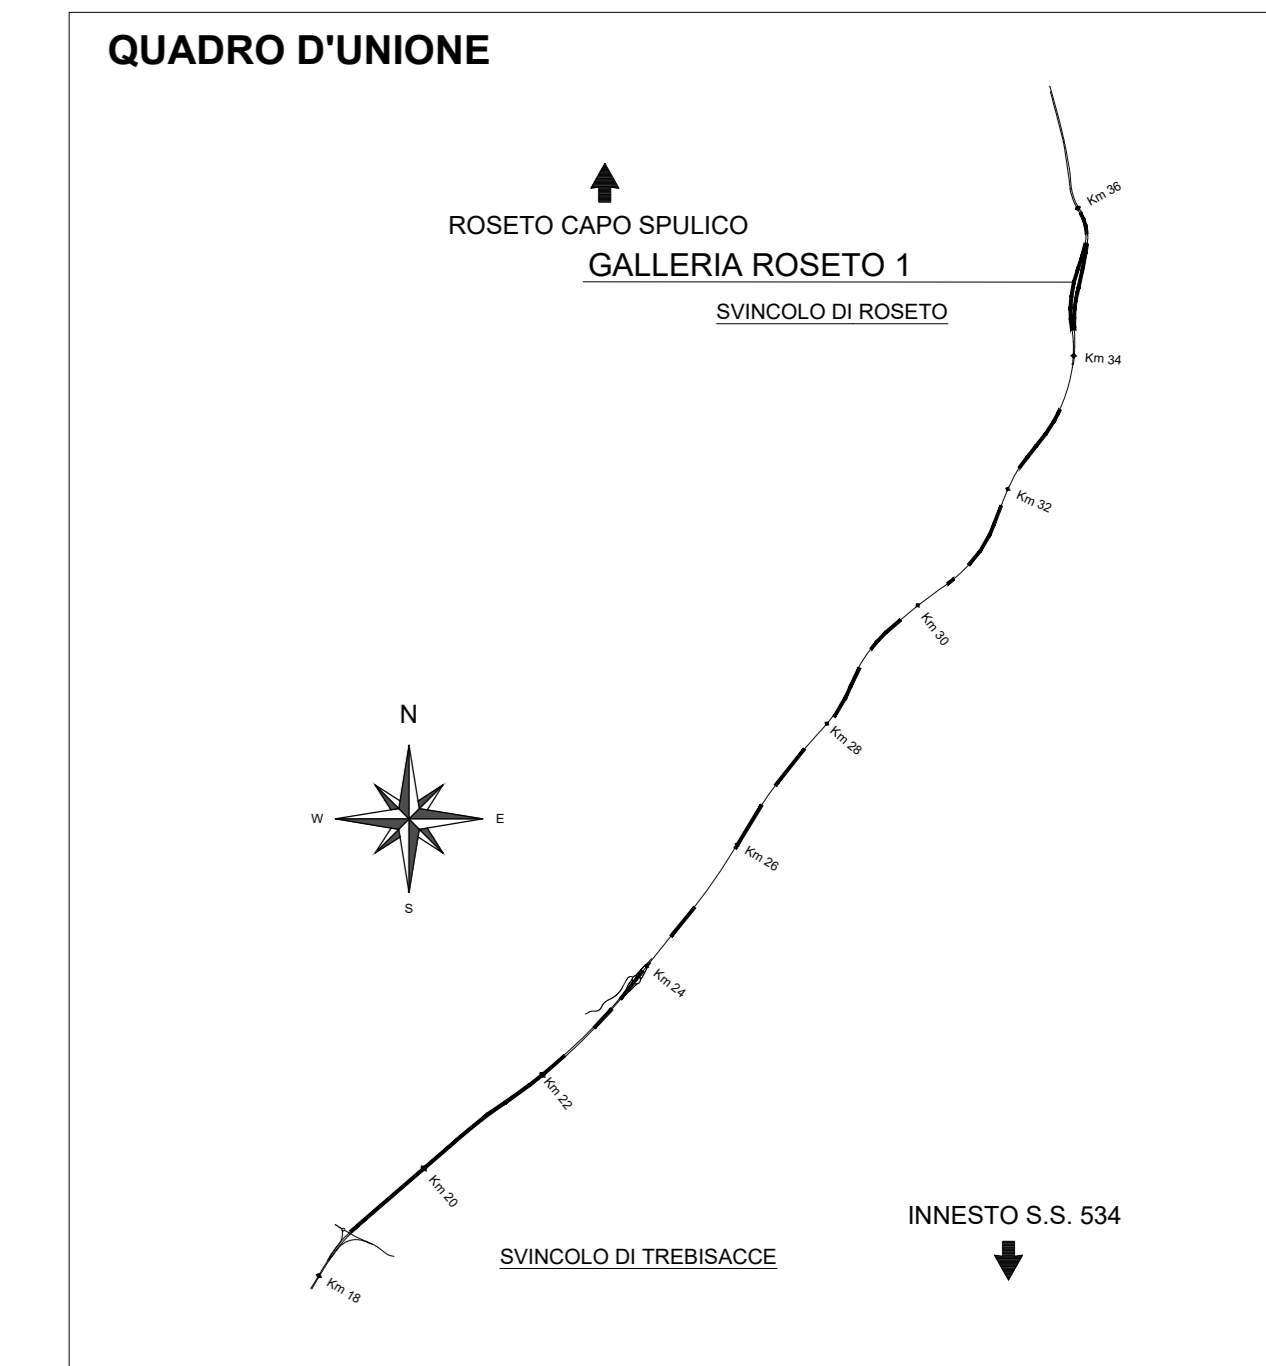 QUADRO D'UNIONE
Km 36
ROSETO CAPO SPULICO
GALLERIA ROSETO 1
SVINCOLO DI ROSETO
Km 34
Km 32
Km 30
N
Km 28
W
E
Km 26
S
Km 24
Km 22
Km 20
INNESTO S.S. 534
SVINCOLO DI TREBISACCE
Km 18